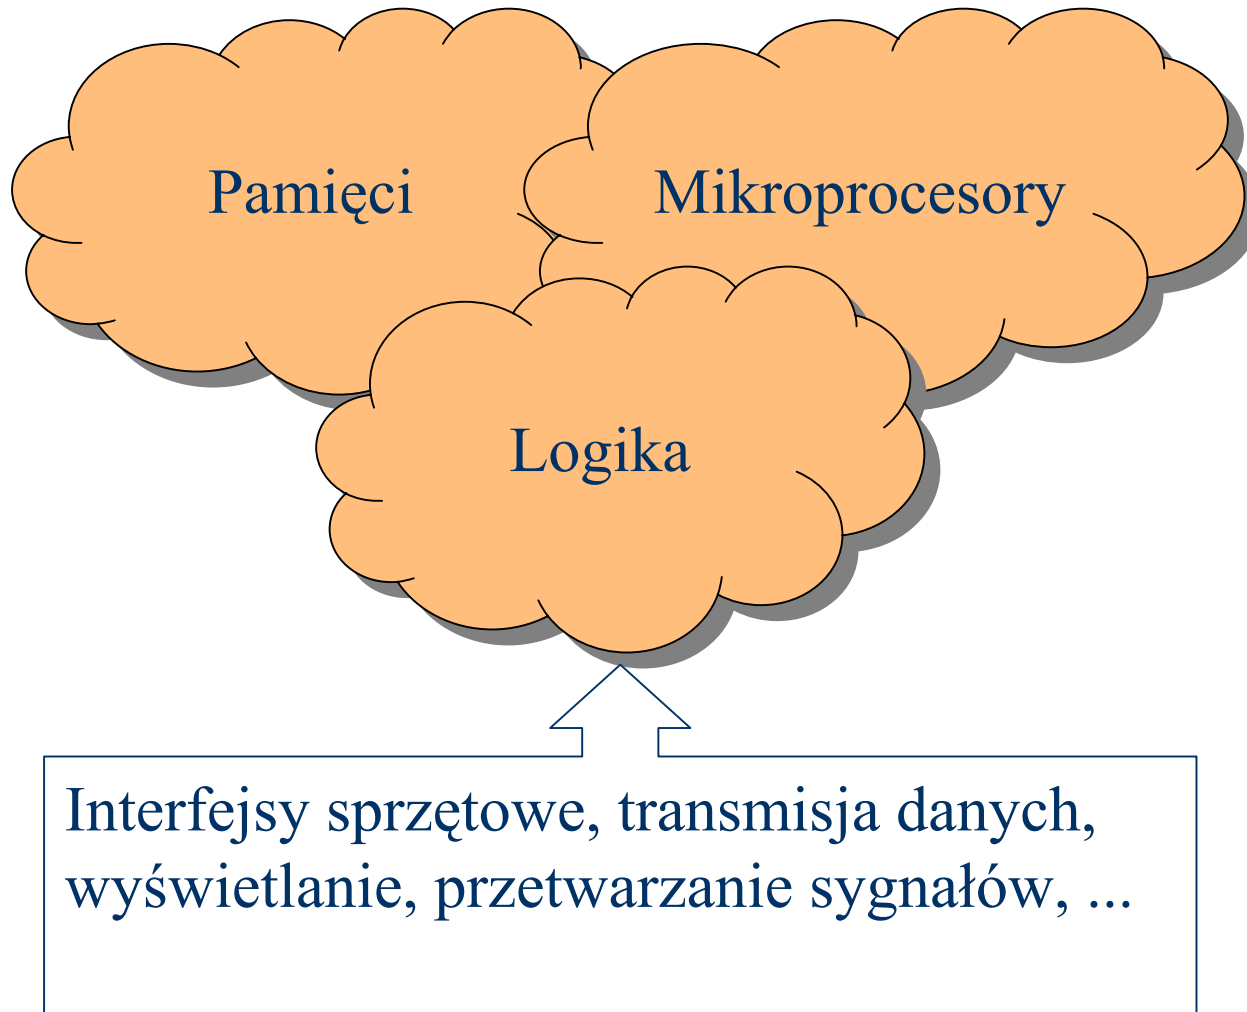 Pamięci
Mikroprocesory
Logika
Interfejsy sprzętowe, transmisja danych,
wyświetlanie, przetwarzanie sygnałów, ...